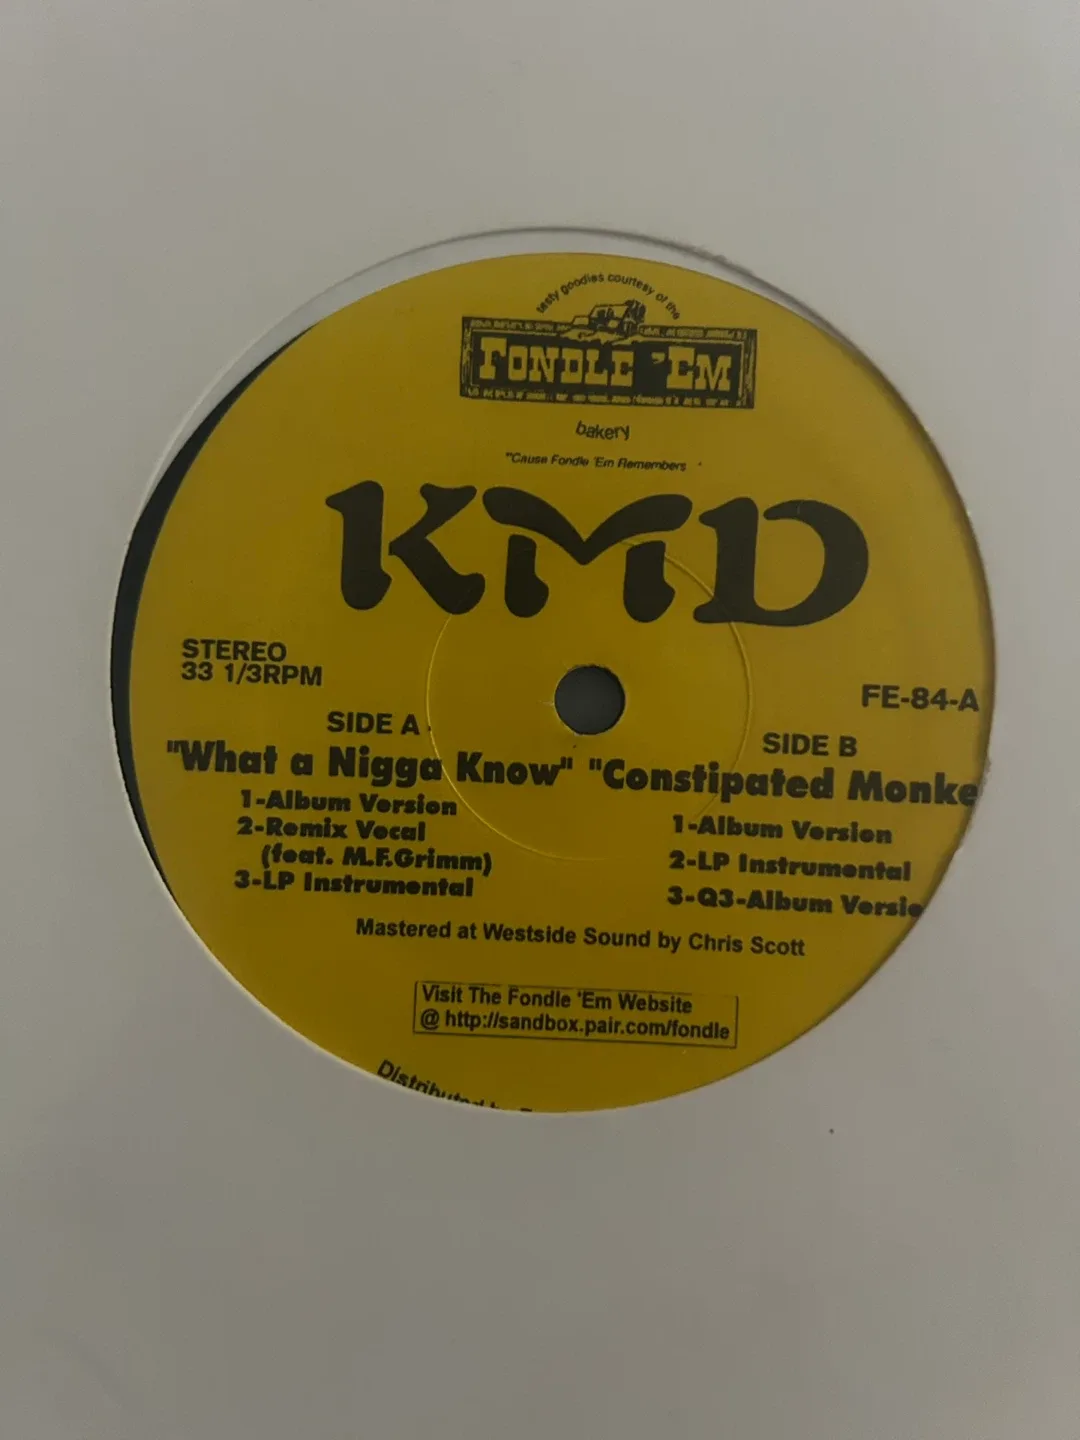 tasty goodies courtesy of the
FONDLE 'EM
bakery
"'Cause Fondle 'Em Remembers
KMD
STEREO
33 1/3RPM
FE-84-A
SIDE A
SIDE B
"What a Nigga Know" "Constipated Monke
1-Album Version
2-Remix Vocal
(feat. M.F.Grimm)
3-LP Instrumental
1-Album Version
2-LP Instrumental
3-Q3-Album Versio
Mastered at Westside Sound by Chris Scott
Visit The Fondle 'Em Website
@ http://sandbox.pair.com/fondle
Distributed